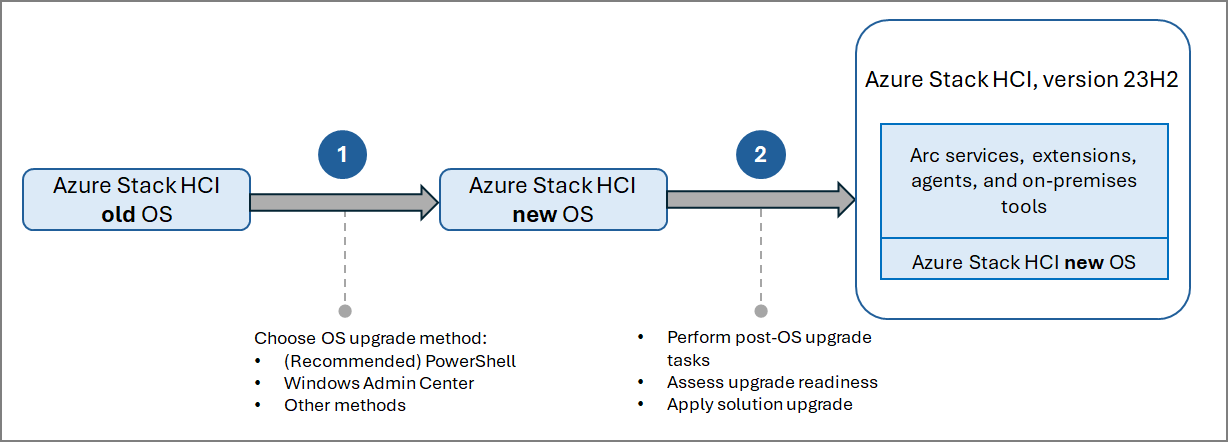 Azure Stack HCI, version 23H2
1
2
Azure Stack HCI
old OS
Azure Stack HCI
new OS
Arc services, extensions,
agents, and on-premises
tools
Azure Stack HCI new OS
Choose OS upgrade method:
• (Recommended) PowerShell
• Windows Admin Center
• Other methods
• Perform post-OS upgrade
tasks
• Assess upgrade readiness
• Apply solution upgrade